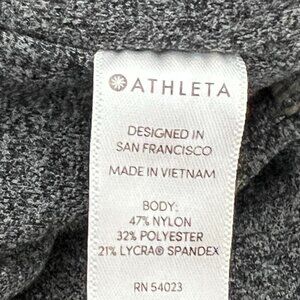 ATHLETA
DESIGNED IN
SAN FRANCISCO
MADE IN VIETNAM
BODY:
47% NYLON
32% POLYESTER
21% LYCRA® SPANDEX
RN 54023